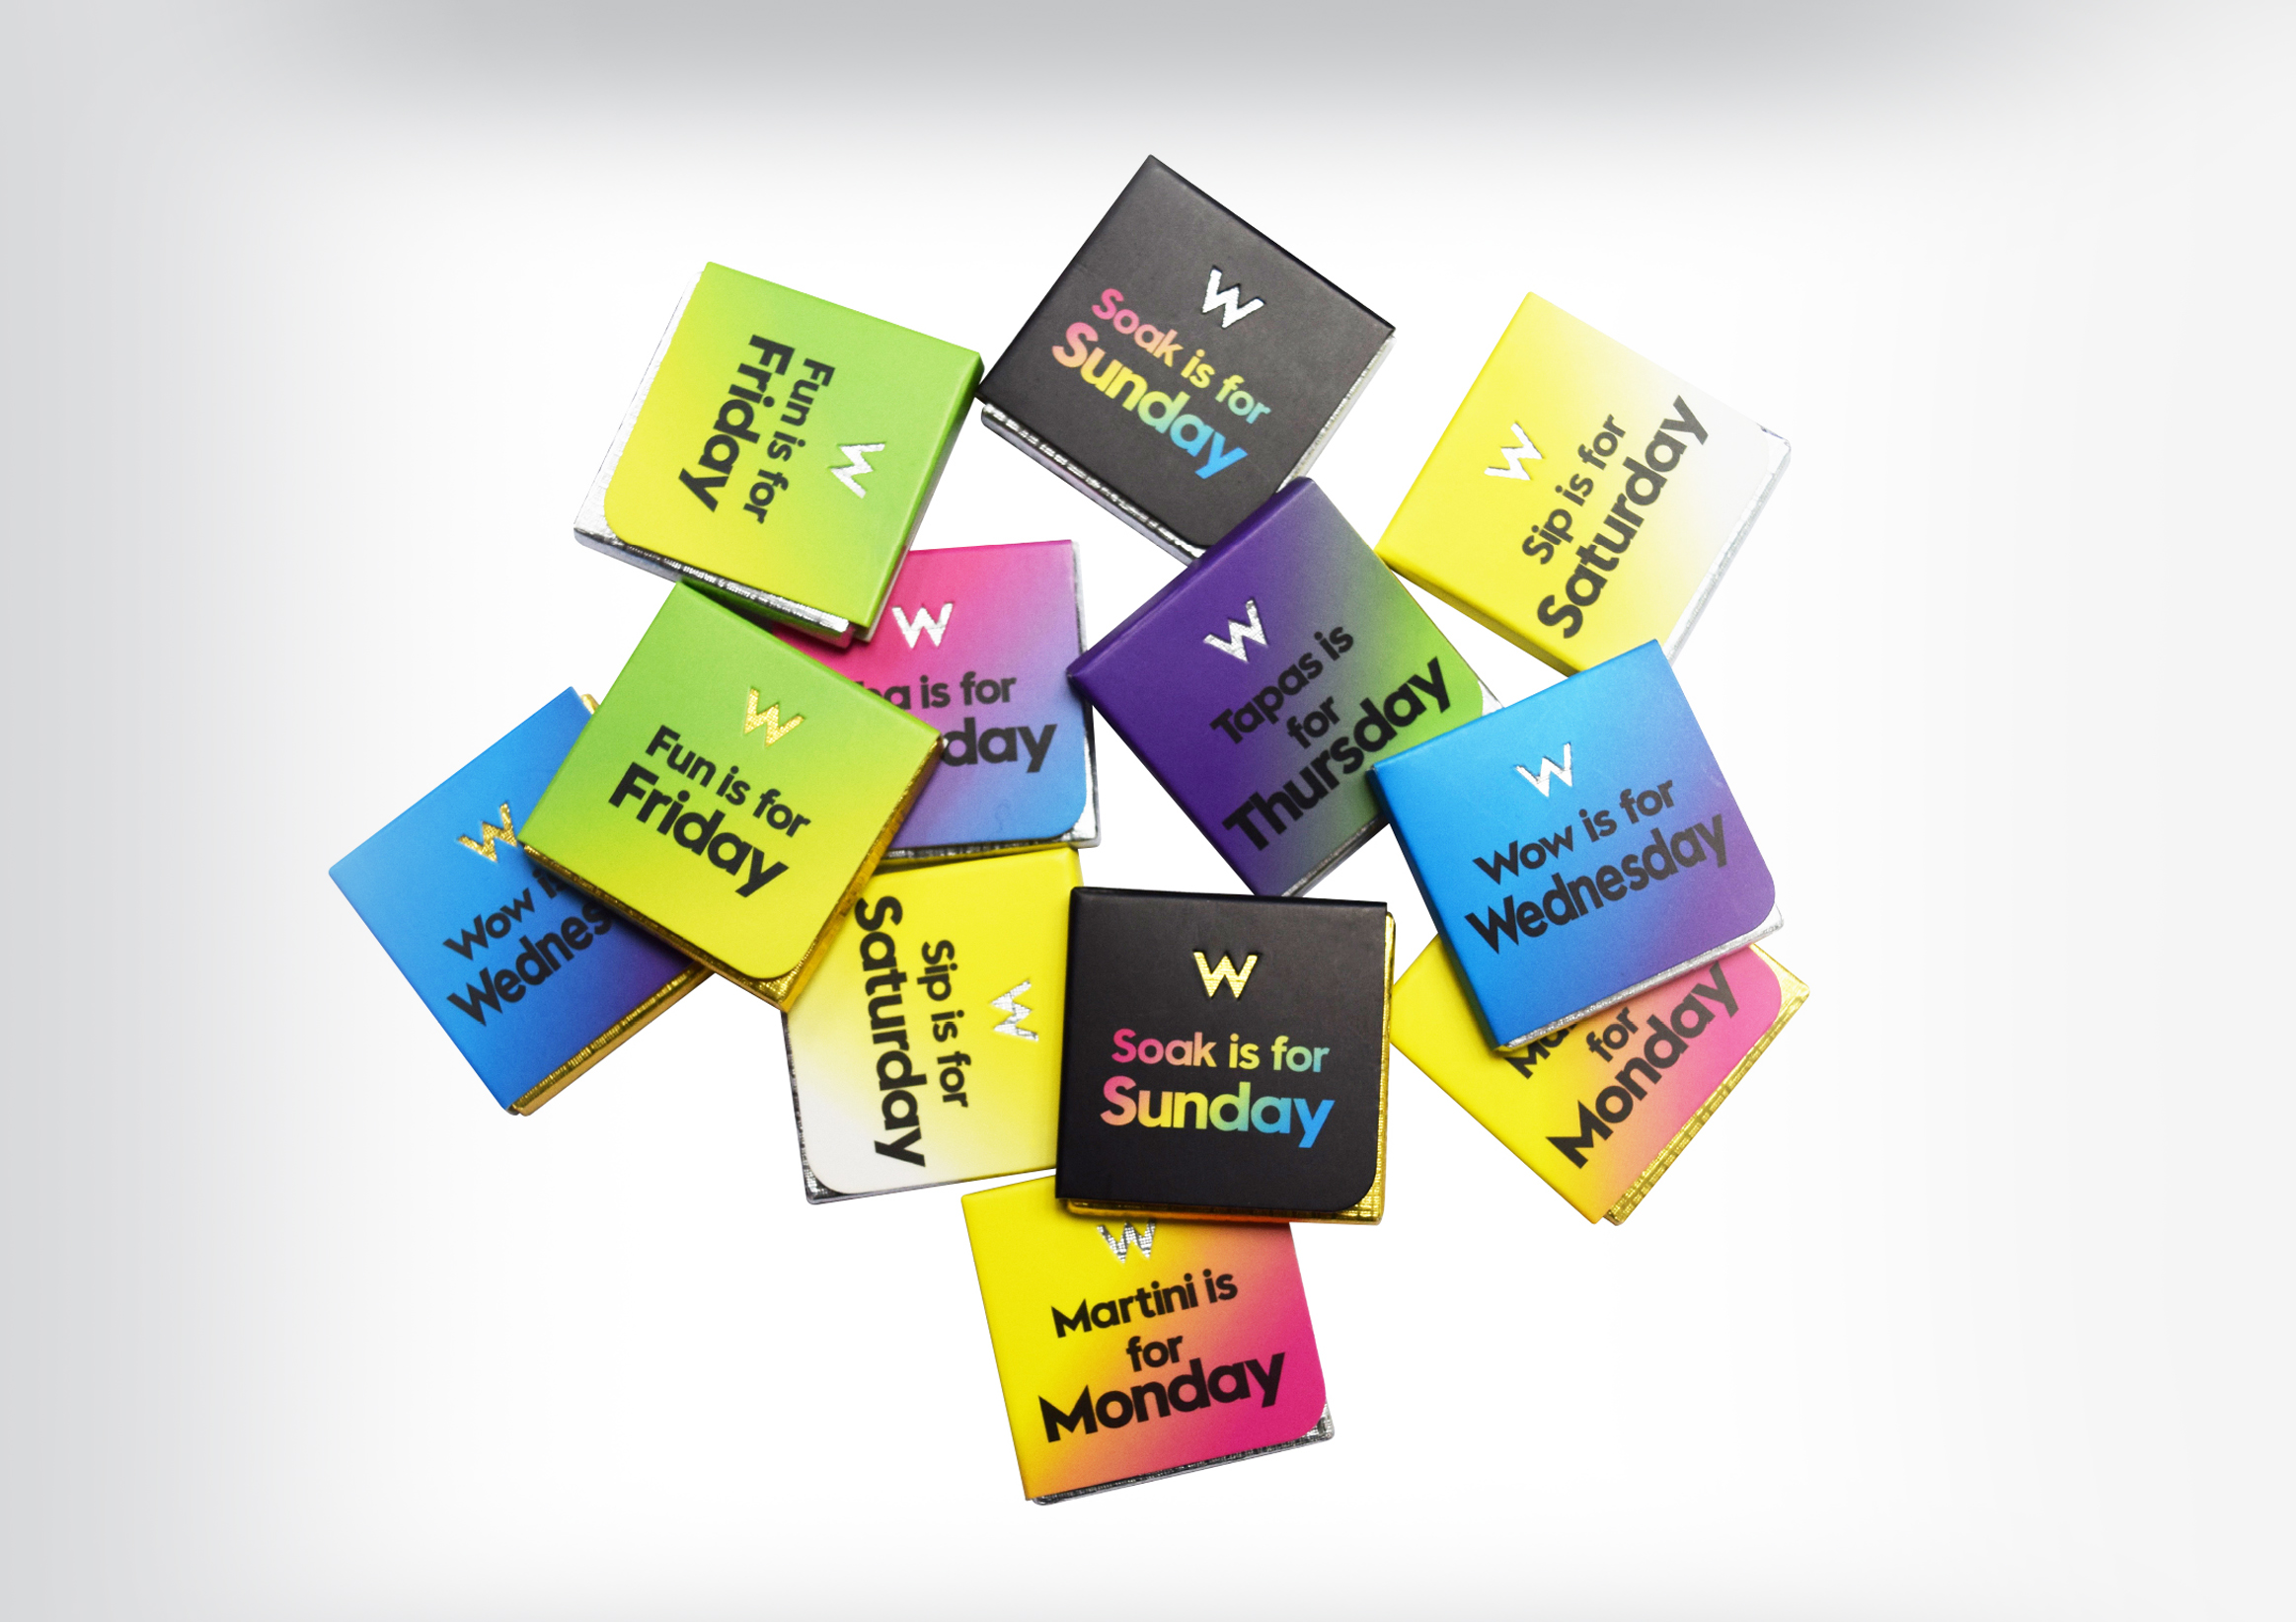 W
Soak is for
Sunday
W
Fun is for
Friday
W
Sip is for
Saturday
W
is for
W
Tapas is
for
Thursday
W
Fun is for
Friday
W
Wow is for
Wednesday
W
Wow
W
Sip is for
Saturday
W
Soak is for
Sunday
for
Monday
W
Martini is
for
Monday